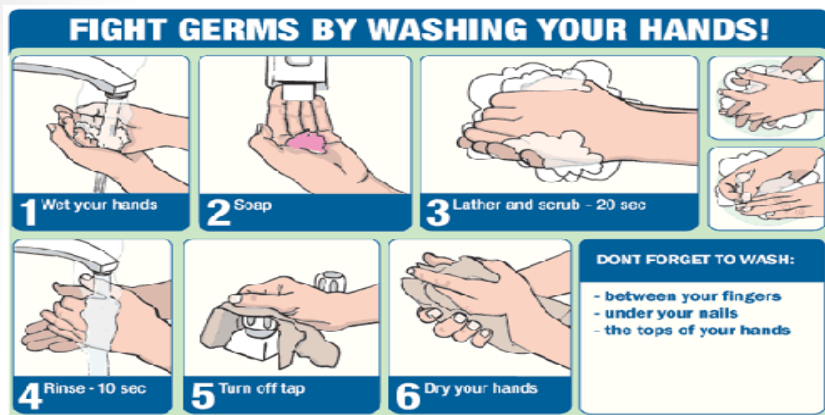 FIGHT GERMS BY WASHING YOUR HANDS!
1 Wet your hands
2 Soap
3 Lather and scrub - 20 sec
4 Rinse - 10 sec
5 Turn off tap
6 Dry your hands
DONT FORGET TO WASH:
- between your fingers
- under your nails
- the tops of your hands